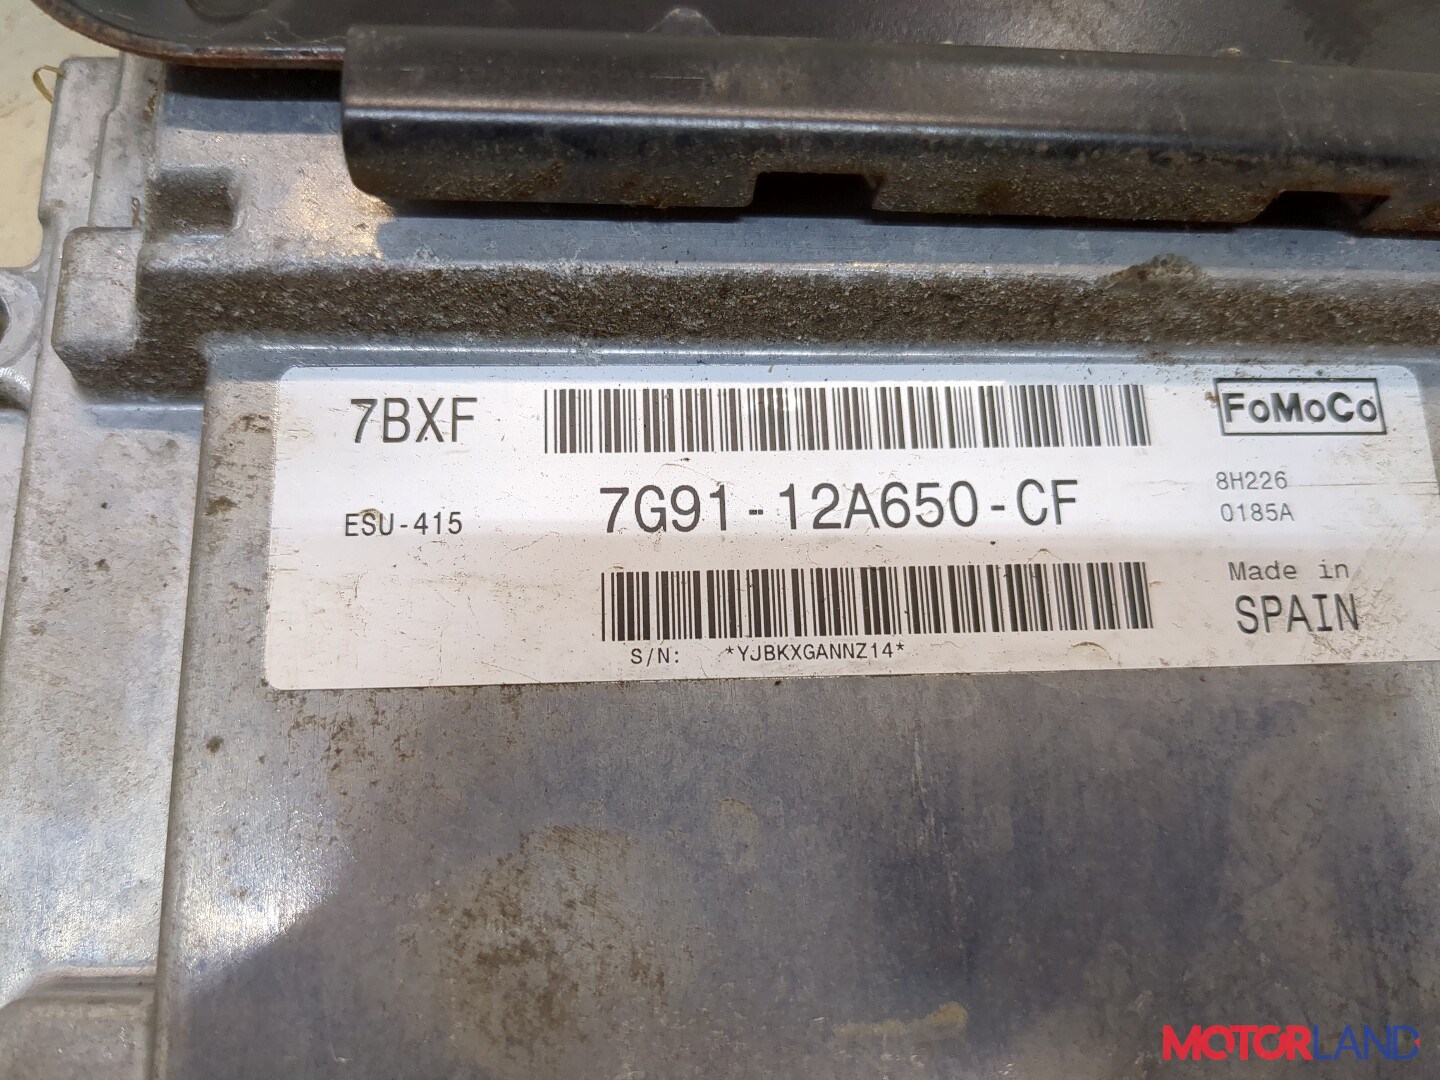 7BXF
FoMoCo
ESU-415
7G91-12A650-CF
8H226
0185A
Made in
SPAIN
S/N: *YJBKXGANNZ14*
MOTORLAND